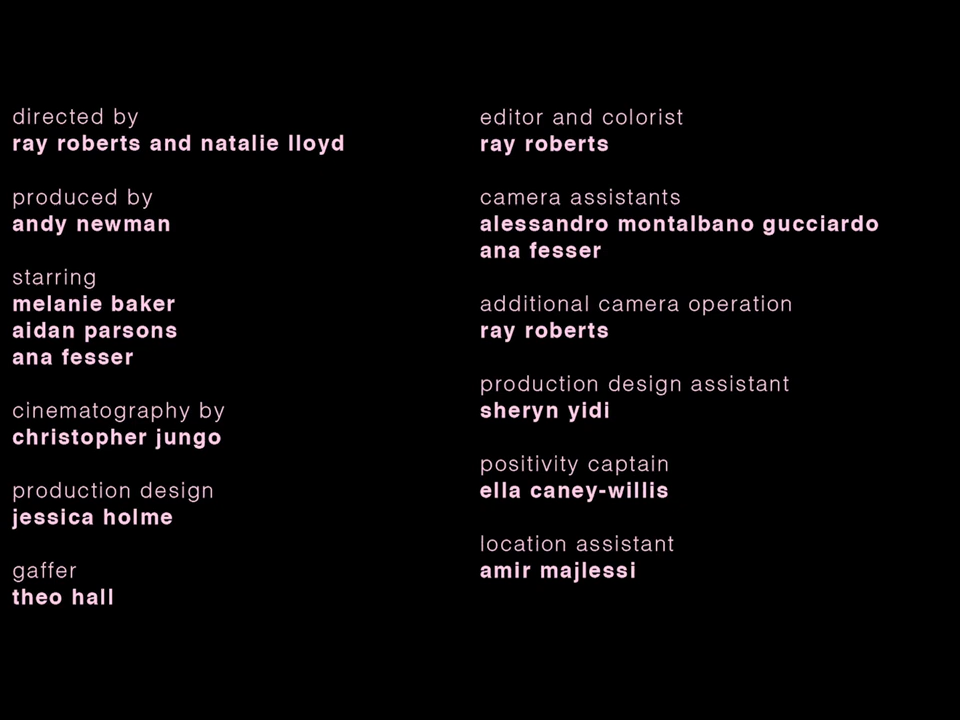 directed by
ray roberts and natalie lloyd
produced by
andy newman
starring
melanie baker
aidan parsons
ana fesser
cinematography by
christopher jungo
production design
jessica holme
gaffer
theo hall
editor and colorist
ray roberts
camera assistants
alessandro montalbano gucciardo
ana fesser
additional camera operation
ray roberts
production design assistant
sheryn yidi
positivity captain
ella caney-willis
location assistant
amir majlessi